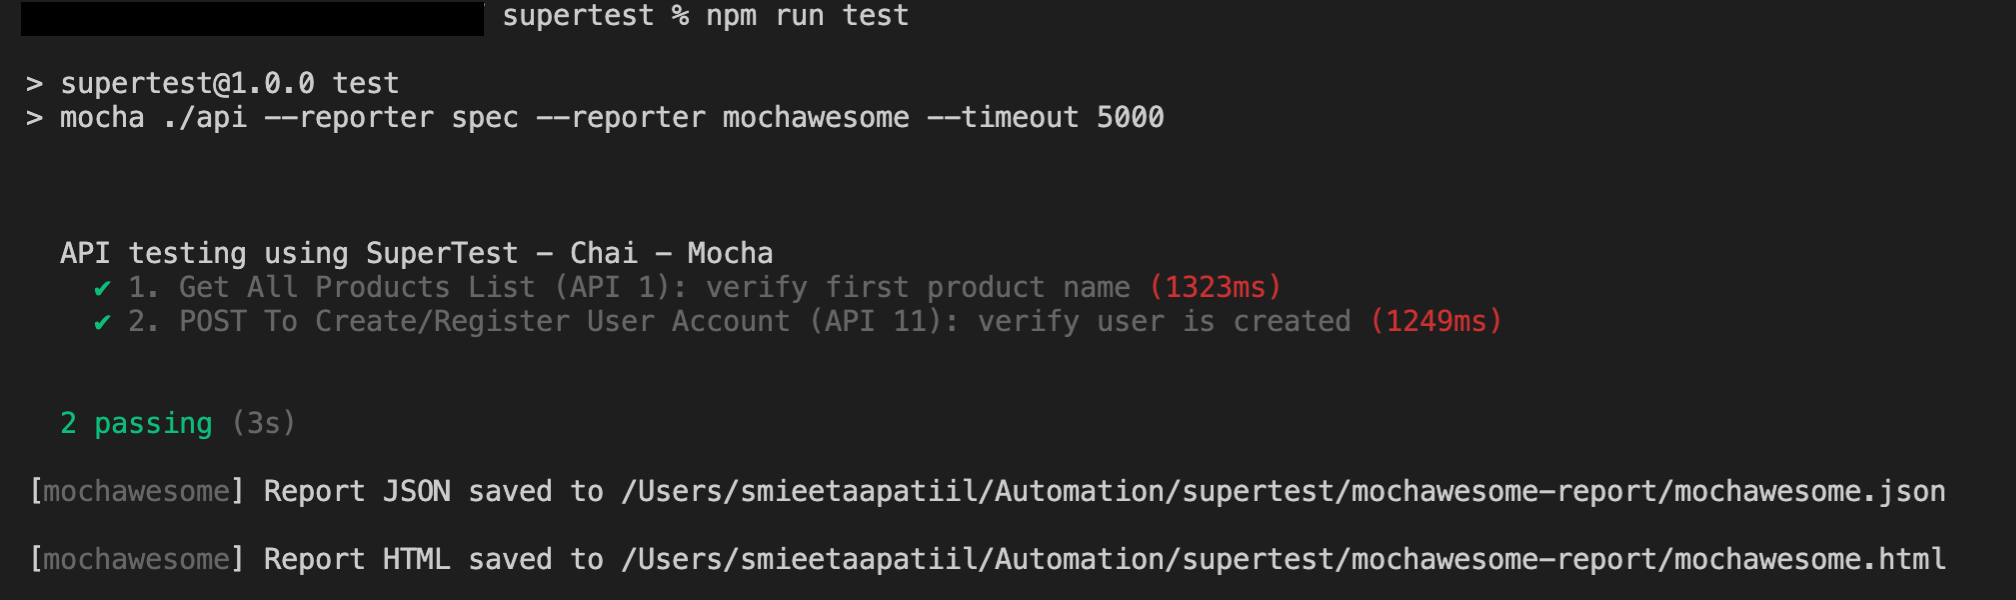 supertest % npm run test
> supertest@1.0.0 test
> mocha ./api --reporter spec --reporter mochawesome --timeout 5000
API testing using SuperTest - Chai - Mocha
✔ 1. Get All Products List (API 1): verify first product name (1323ms)
✔ 2. POST To Create/Register User Account (API 11): verify user is created (1249ms)
2 passing (3s)
[mochawesome] Report JSON saved to /Users/smieetaapatiil/Automation/supertest/mochawesome-report/mochawesome.json
[mochawesome] Report HTML saved to /Users/smieetaapatiil/Automation/supertest/mochawesome-report/mochawesome.html